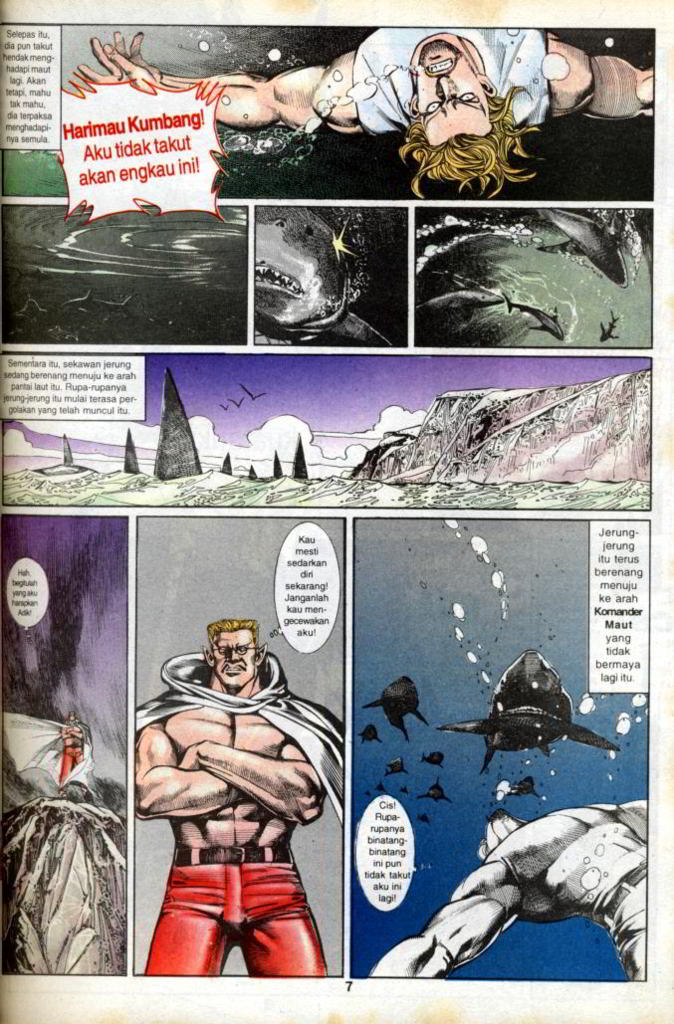 Selepas itu,
dia pun takut
hendak meng-
hadapi maut
lagi. Akan
tetapi, mahu
tak mahu,
dia terpaksa
menghadapi-
nya semula.
Harimau Kumbang!
Aku tidak takut
akan engkau ini!
Sementara itu, sekawan jerung
sedang berenang menuju ke arah
pantai laut itu. Rupa-rupanya
jerung-jerung itu mulai terasa per-
golakan yang telah muncul itu.
Hah,
begitulah
yang aku
harapkan
Adik!
Kau
mesti
sedarkan
diri
sekarang!
Janganlah
kau men-
gecewakan
aku!
Jerung-
jerung
itu terus
berenang
menuju
ke arah
Komander
Maut
yang
tidak
bermaya
lagi itu.
Cis!
Rupa-
rupanya
binatang-
binatang
ini pun
tidak takut
aku ini
lagi!
7